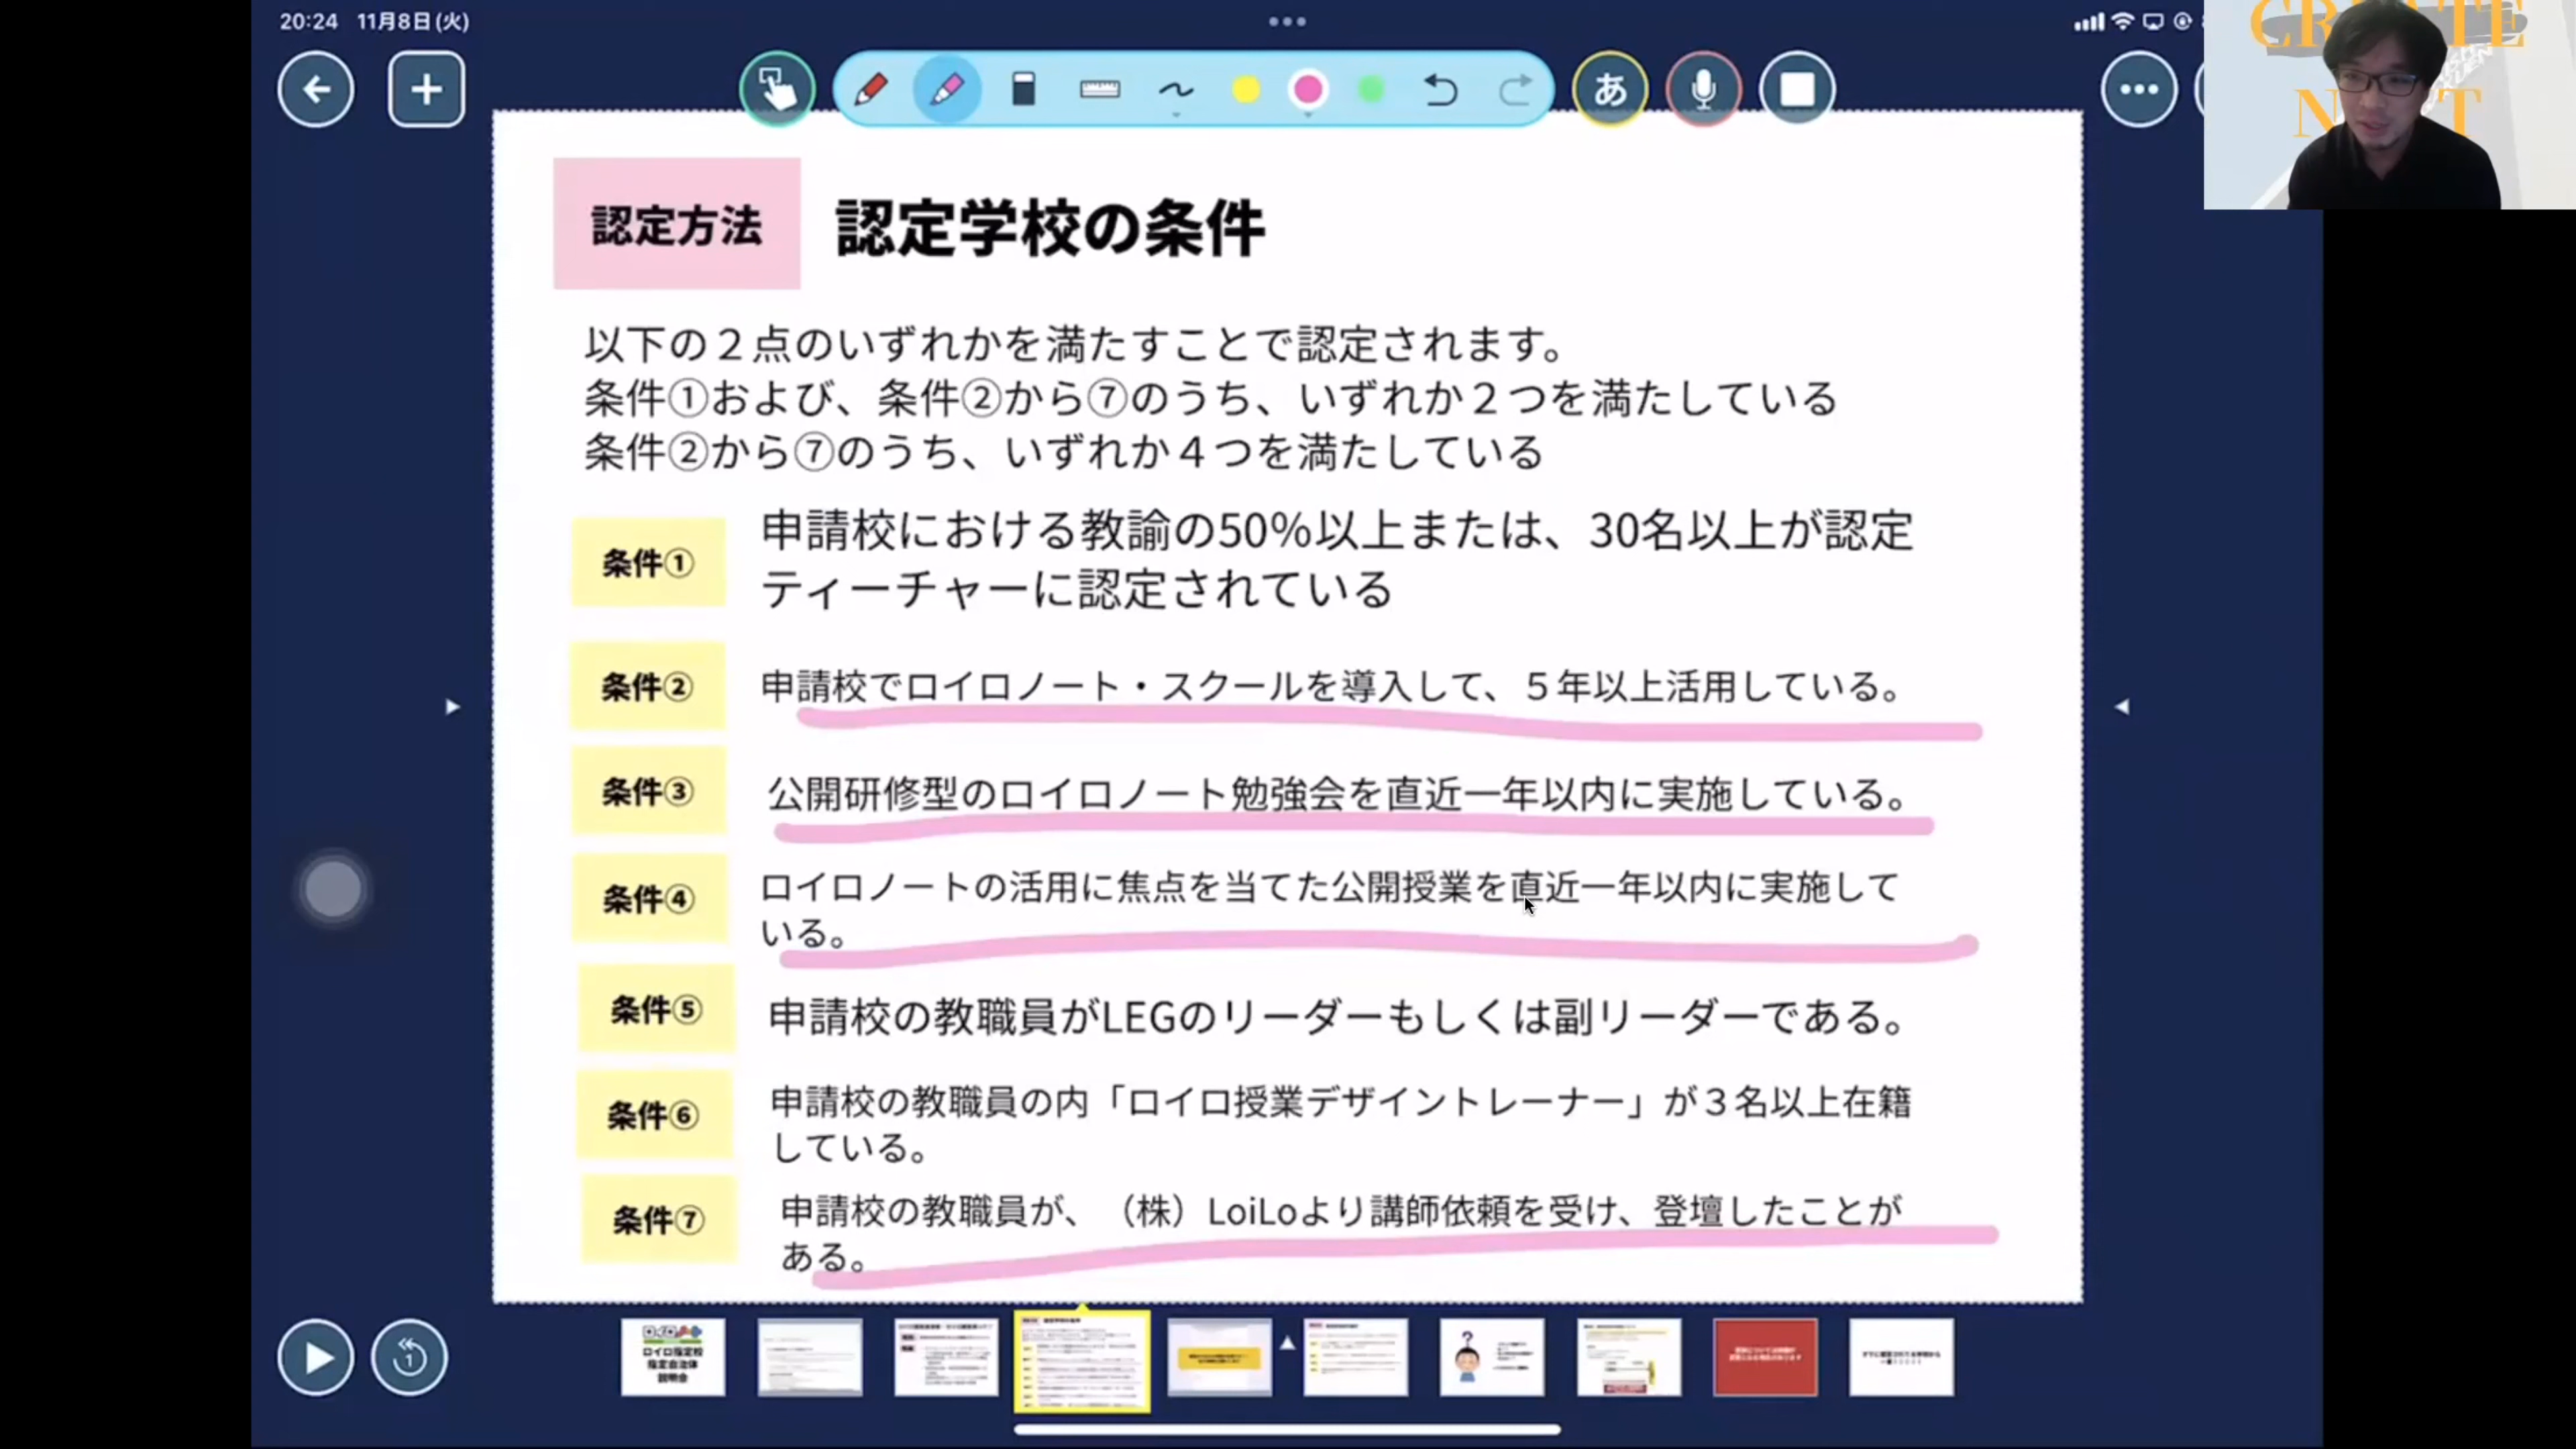 20:24 11月8日(火)
あ
認定方法
認定学校の条件
以下の２点のいずれかを満たすことで認定されます。
条件①および、条件②から⑦のうち、いずれか２つを満たしている
条件②から⑦のうち、いずれか４つを満たしている
条件①
申請校における教諭の50%以上または、30名以上が認定
ティーチャーに認定されている
条件②
申請校でロイロノート・スクールを導入して、５年以上活用している。
条件③
公開研修型のロイロノート勉強会を直近一年以内に実施している。
条件④
ロイロノートの活用に焦点を当てた公開授業を直近一年以内に実施して
いる。
条件⑤
申請校の教職員がLEGのリーダーもしくは副リーダーである。
条件⑥
申請校の教職員の内「ロイロ授業デザイントレーナー」が３名以上在籍
している。
条件⑦
申請校の教職員が、（株）LoiLoより講師依頼を受け、登壇したことが
ある。
1
ロイロ指定校
指定自治体
説明会